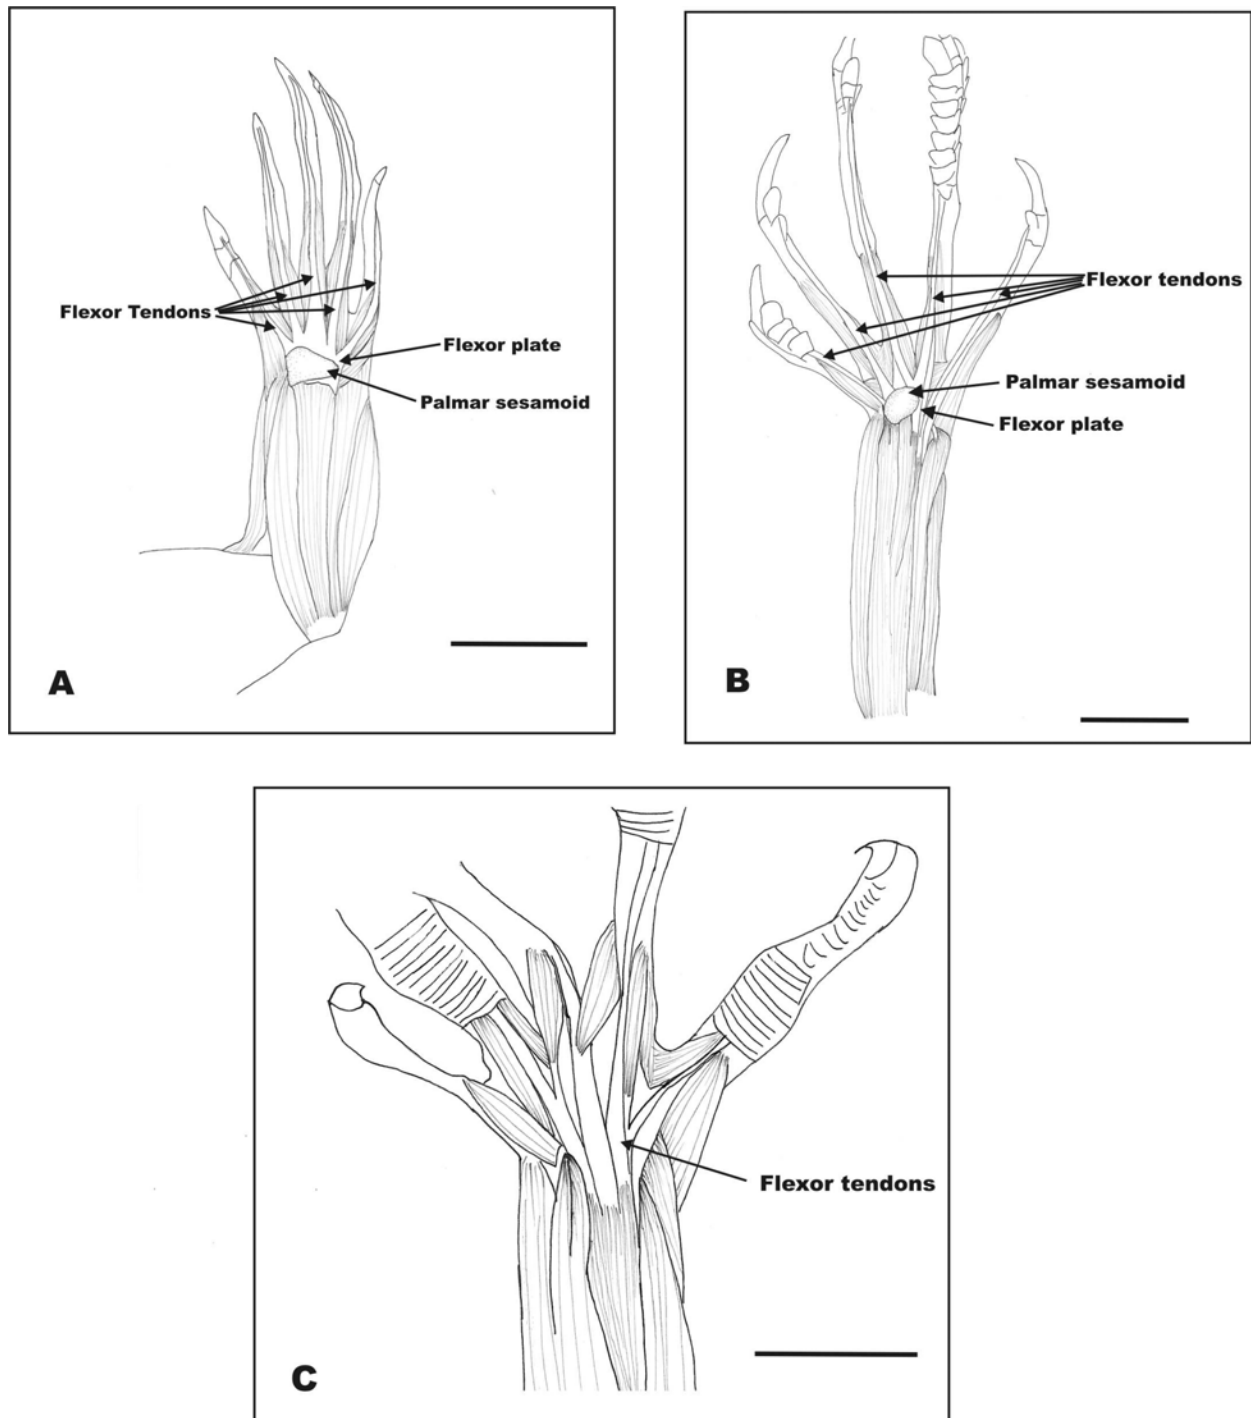 Flexor Tendons
Flexor plate
Palmar sesamoid
A
Flexor tendons
Palmar sesamoid
Flexor plate
B
Flexor tendons
C